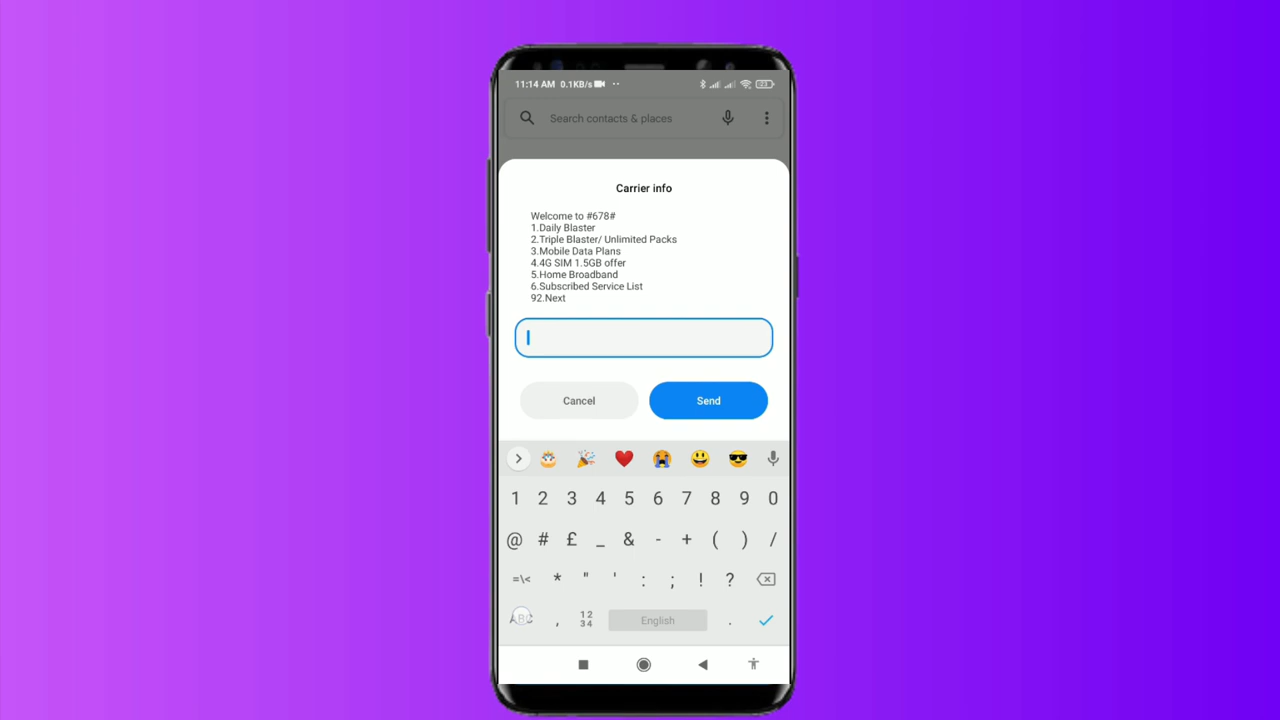 11:14 AM 0.1KB/s
Search contacts & places
Carrier info
Welcome to #678#
1.Daily Blaster
2.Triple Blaster/ Unlimited Packs
3.Mobile Data Plans
4.4G SIM 1.5GB offer
5.Home Broadband
6.Subscribed Service List
92.Next
Cancel Send
1 2 3 4 5 6 7 8 9 0
@ # £ _ & - + ( ) /
=\< * " ' : ; ! ?
ABC , 12 34 English .